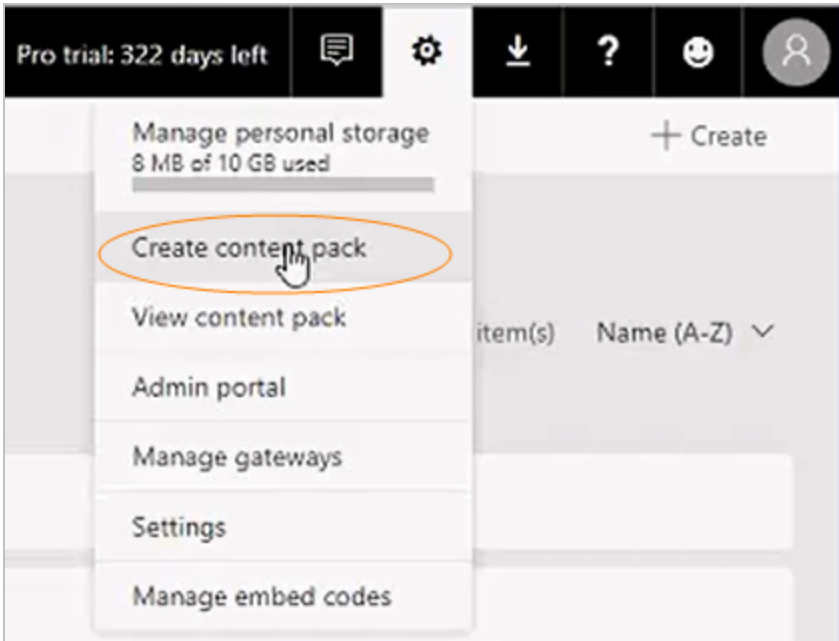 Pro trial: 322 days left
?
Manage personal storage
8 MB of 10 GB used
+ Create
Create content pack
View content pack
item(s) Name (A-Z)
Admin portal
Manage gateways
Settings
Manage embed codes